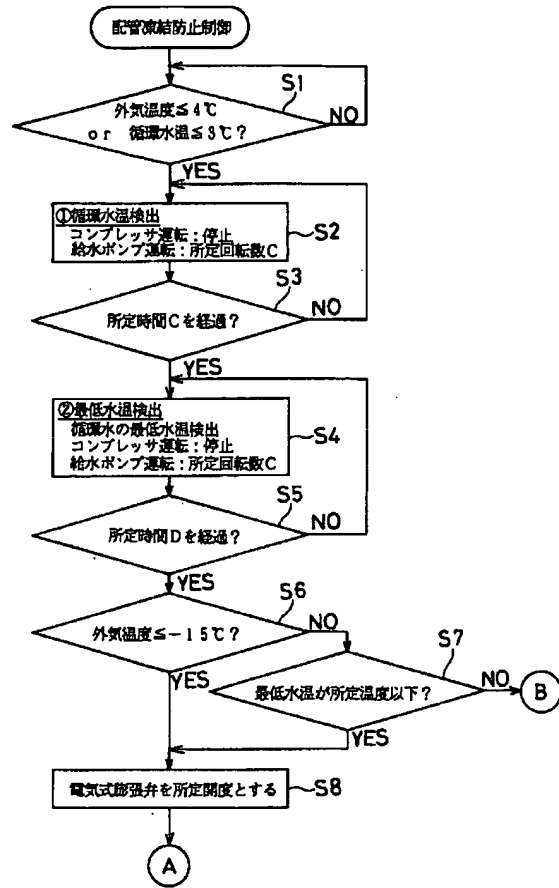 配管凍結防止制御
S1
外気温度≦4℃
or 循環水温≦3℃?
NO
YES
①循環水温検出
コンプレッサ運転:停止
給水ポンプ運転:所定回転数C
S2
S3
所定時間Cを経過?
NO
YES
②最低水温検出
循環水の最低水温検出
コンプレッサ運転:停止
給水ポンプ運転:所定回転数C
S4
S5
所定時間Dを経過?
NO
YES
S6
外気温度≦-15℃?
NO
S7
YES
最低水温が所定温度以下?
NO
B
YES
電気式膨張弁を所定開度とする
S8
A